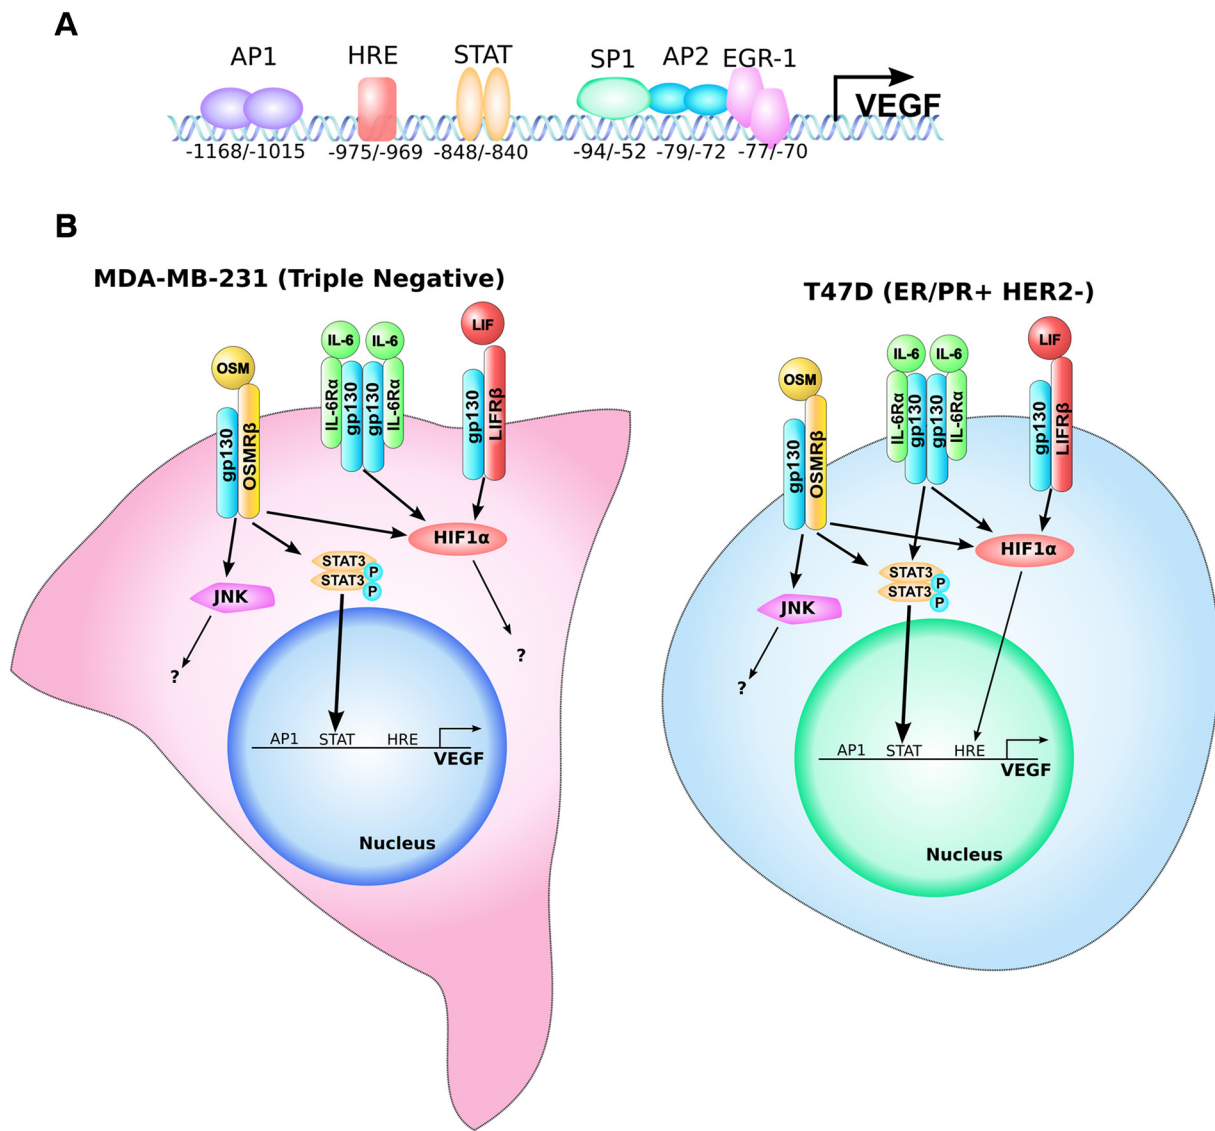 A
AP1 HRE STAT SP1 AP2 EGR-1
VEGF
-1168/-1015 -975/-969 -848/-840 -94/-52 -79/-72 -77/-70
B
MDA-MB-231 (Triple Negative)
OSM
IL-6 IL-6
LIF
gp130
OSMRβ
IL-6Rα
gp130
gp130
IL-6Rα
gp130
LIFRβ
HIF1α
STAT3
STAT3
P
P
JNK
?
?
AP1 STAT HRE
VEGF
Nucleus
T47D (ER/PR+ HER2-)
OSM
IL-6 IL-6
LIF
gp130
OSMRβ
IL-6Rα
gp130
gp130
IL-6Rα
gp130
LIFRβ
HIF1α
STAT3
STAT3
P
P
JNK
?
AP1 STAT HRE
VEGF
Nucleus